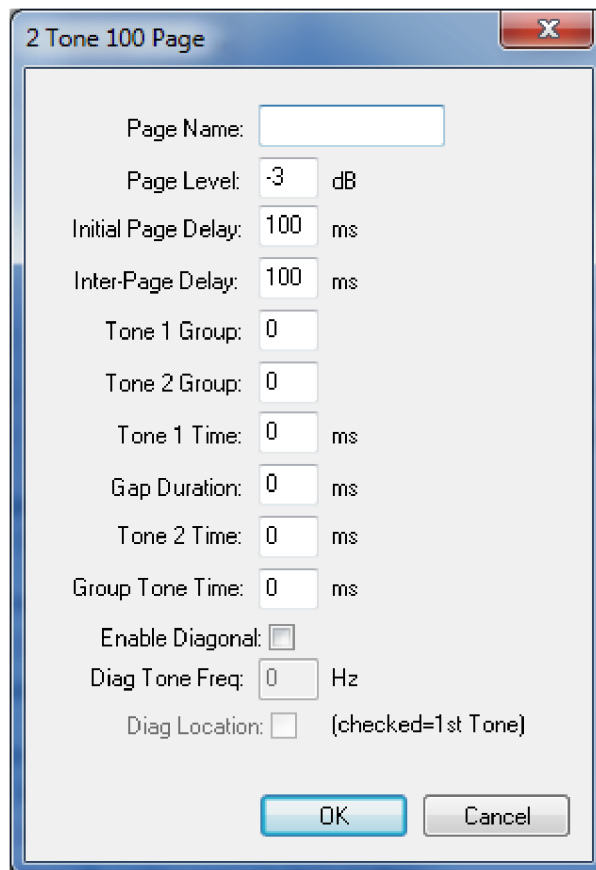 2 Tone 100 Page
Page Name:
Page Level: -3 dB
Initial Page Delay: 100 ms
Inter-Page Delay: 100 ms
Tone 1 Group: 0
Tone 2 Group: 0
Tone 1 Time: 0 ms
Gap Duration: 0 ms
Tone 2 Time: 0 ms
Group Tone Time: 0 ms
Enable Diagonal:
Diag Tone Freq: 0 Hz
Diag Location: (checked=1st Tone)
OK Cancel